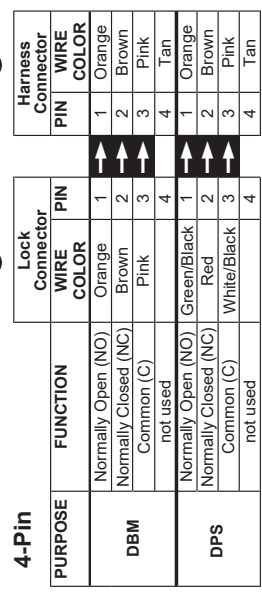 4-Pin
Lock Connector
Harness Connector
PURPOSE FUNCTION WIRE COLOR PIN PIN WIRE COLOR
DBM
Normally Open (NO) Orange 1 1 Orange
Normally Closed (NC) Brown 2 2 Brown
Common (C) Pink 3 3 Pink
not used 4 4 Tan
DPS
Normally Open (NO) Green/Black 1 1 Orange
Normally Closed (NC) Red 2 2 Brown
Common (C) White/Black 3 3 Pink
not used 4 4 Tan